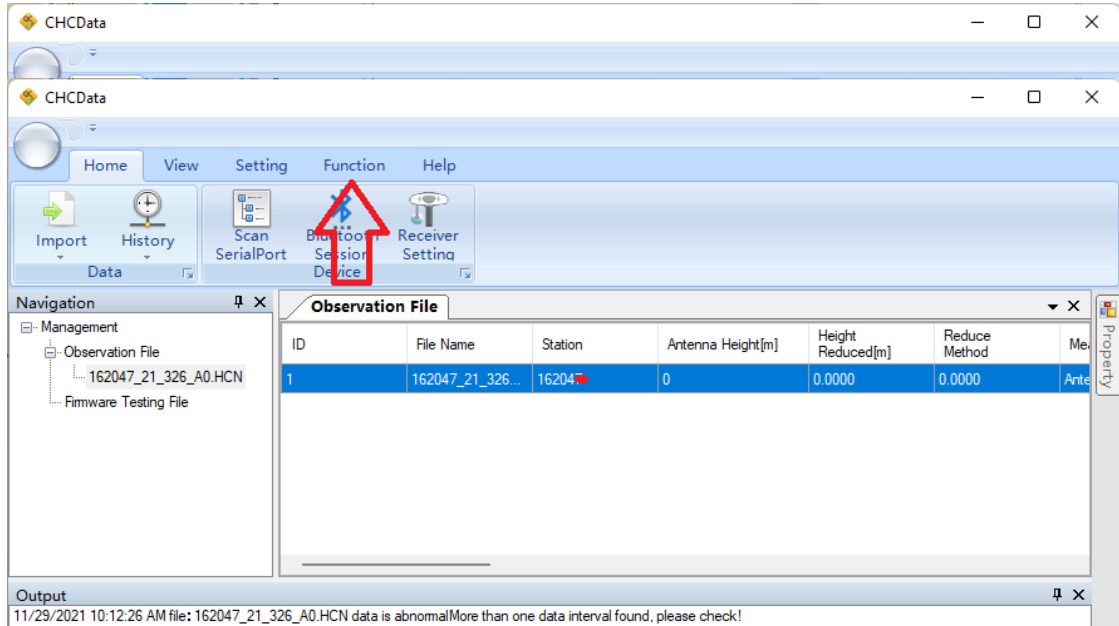 CHCData
CHCData
Home View Setting Function Help
Import History Scan SerialPort Session Device Receiver Setting
Data
Navigation
Management
Observation File
162047_21_326_A0.HCN
Firmware Testing File
Observation File
ID File Name Station Antenna Height[m] Height Reduced[m] Reduce Method
1 162047_21_326... 16204 0 0.0000 0.0000
Property
Output
11/29/2021 10:12:26 AM file: 162047_21_326_A0.HCN data is abnormalMore than one data interval found, please check!